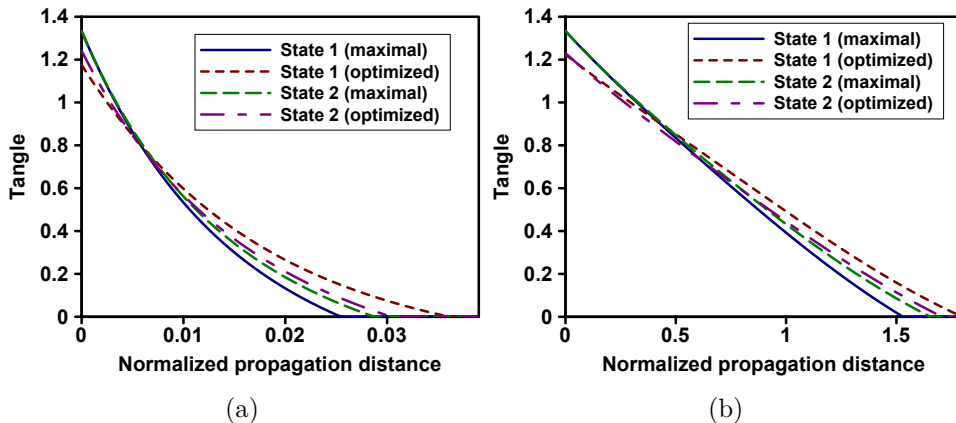 1.4
1.2
1
0.8
0.6
0.4
0.2
0
Tangle
State 1 (maximal)
State 1 (optimized)
State 2 (maximal)
State 2 (optimized)
0
0.01
0.02
0.03
Normalized propagation distance
(a)
1.4
1.2
1
0.8
0.6
0.4
0.2
0
Tangle
State 1 (maximal)
State 1 (optimized)
State 2 (maximal)
State 2 (optimized)
0
0.5
1
1.5
Normalized propagation distance
(b)